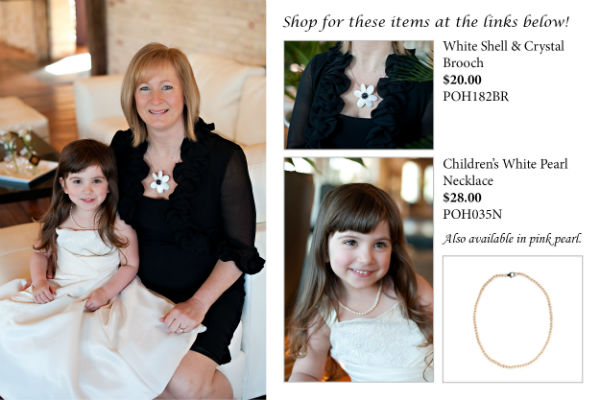 Shop for these items at the links below!
White Shell & Crystal
Brooch
$20.00
POH182BR
Children's White Pearl
Necklace
$28.00
POH035N
Also available in pink pearl.